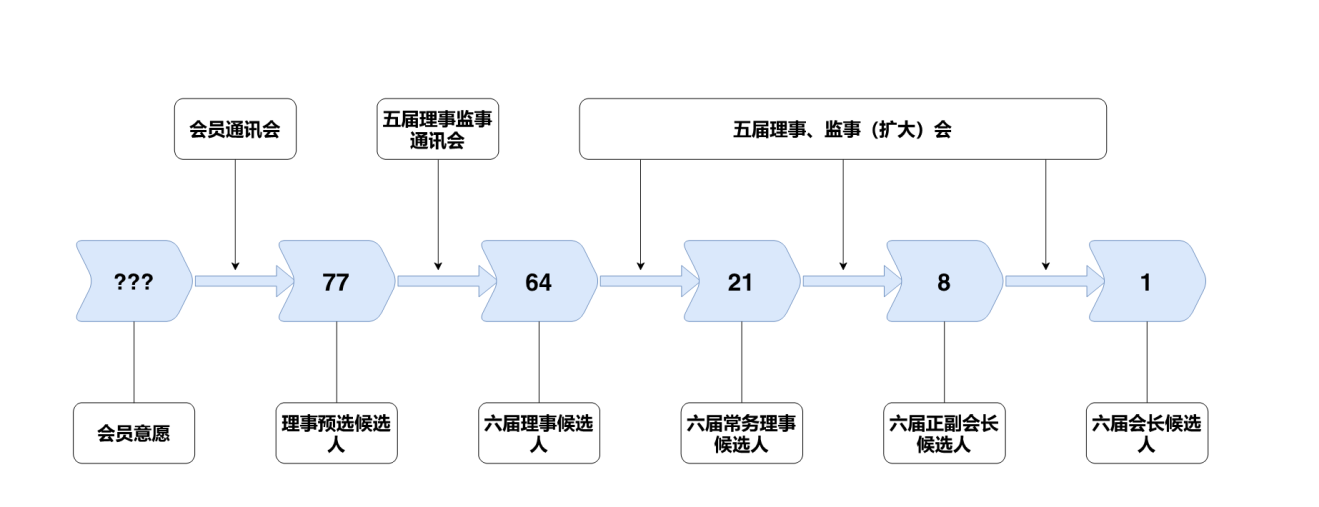 会员通讯会
五届理事监事
通讯会
五届理事、监事（扩大）会
???
77
64
21
8
1
会员意愿
理事预选候选
人
六届理事候选
人
六届常务理事
候选人
六届正副会长
候选人
六届会长候选
人